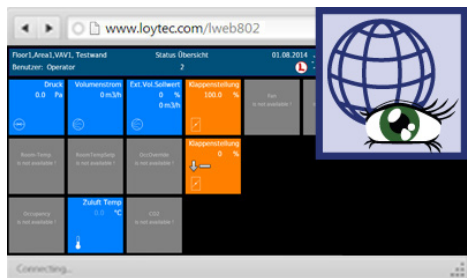 www.loytec.com/lweb802
Floor1,Area1,VAV1, Testwand Status Übersicht 01.08.2014
Benutzer: Operator 2 L
Druck Volumenstrom Ext.Vol.Sollwert Klappenstellung
0.0 Pa 0 m3/h 0 % 100.0 % Fan
0 m3/h is not available !
Room Temp RoomTempSetp OccOverride Klappenstellung
is not available ! is not available ! is not available ! 0 %
Occupancy Zuluft Temp CO2
is not available ! 0.0 °C is not available !
Connecting...